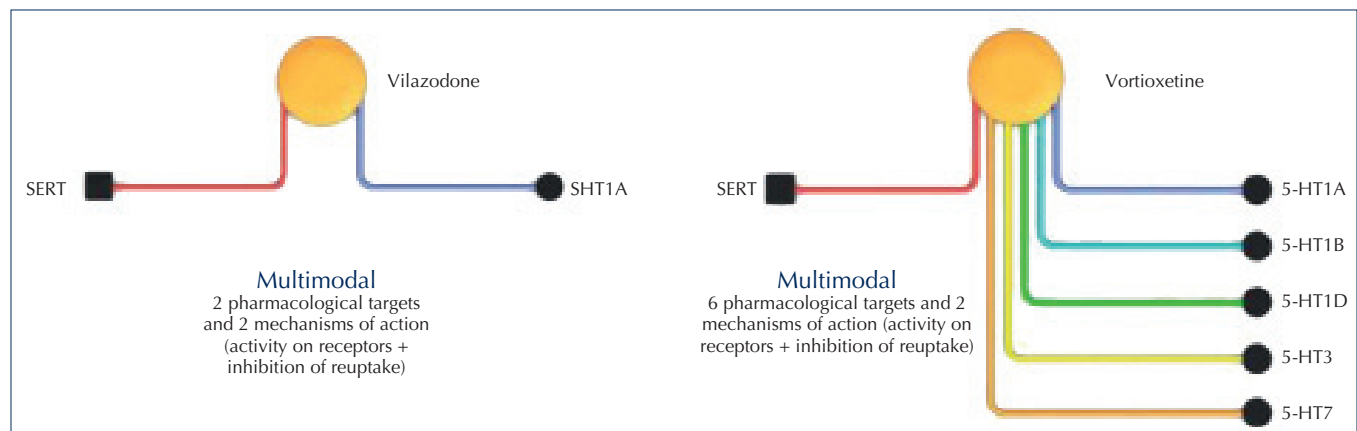 Vilazodone
SERT
SHT1A
Multimodal
2 pharmacological targets
and 2 mechanisms of action
(activity on receptors +
inhibition of reuptake)
Vortioxetine
SERT
5-HT1A
5-HT1B
5-HT1D
5-HT3
5-HT7
Multimodal
6 pharmacological targets and 2
mechanisms of action (activity on
receptors + inhibition of reuptake)